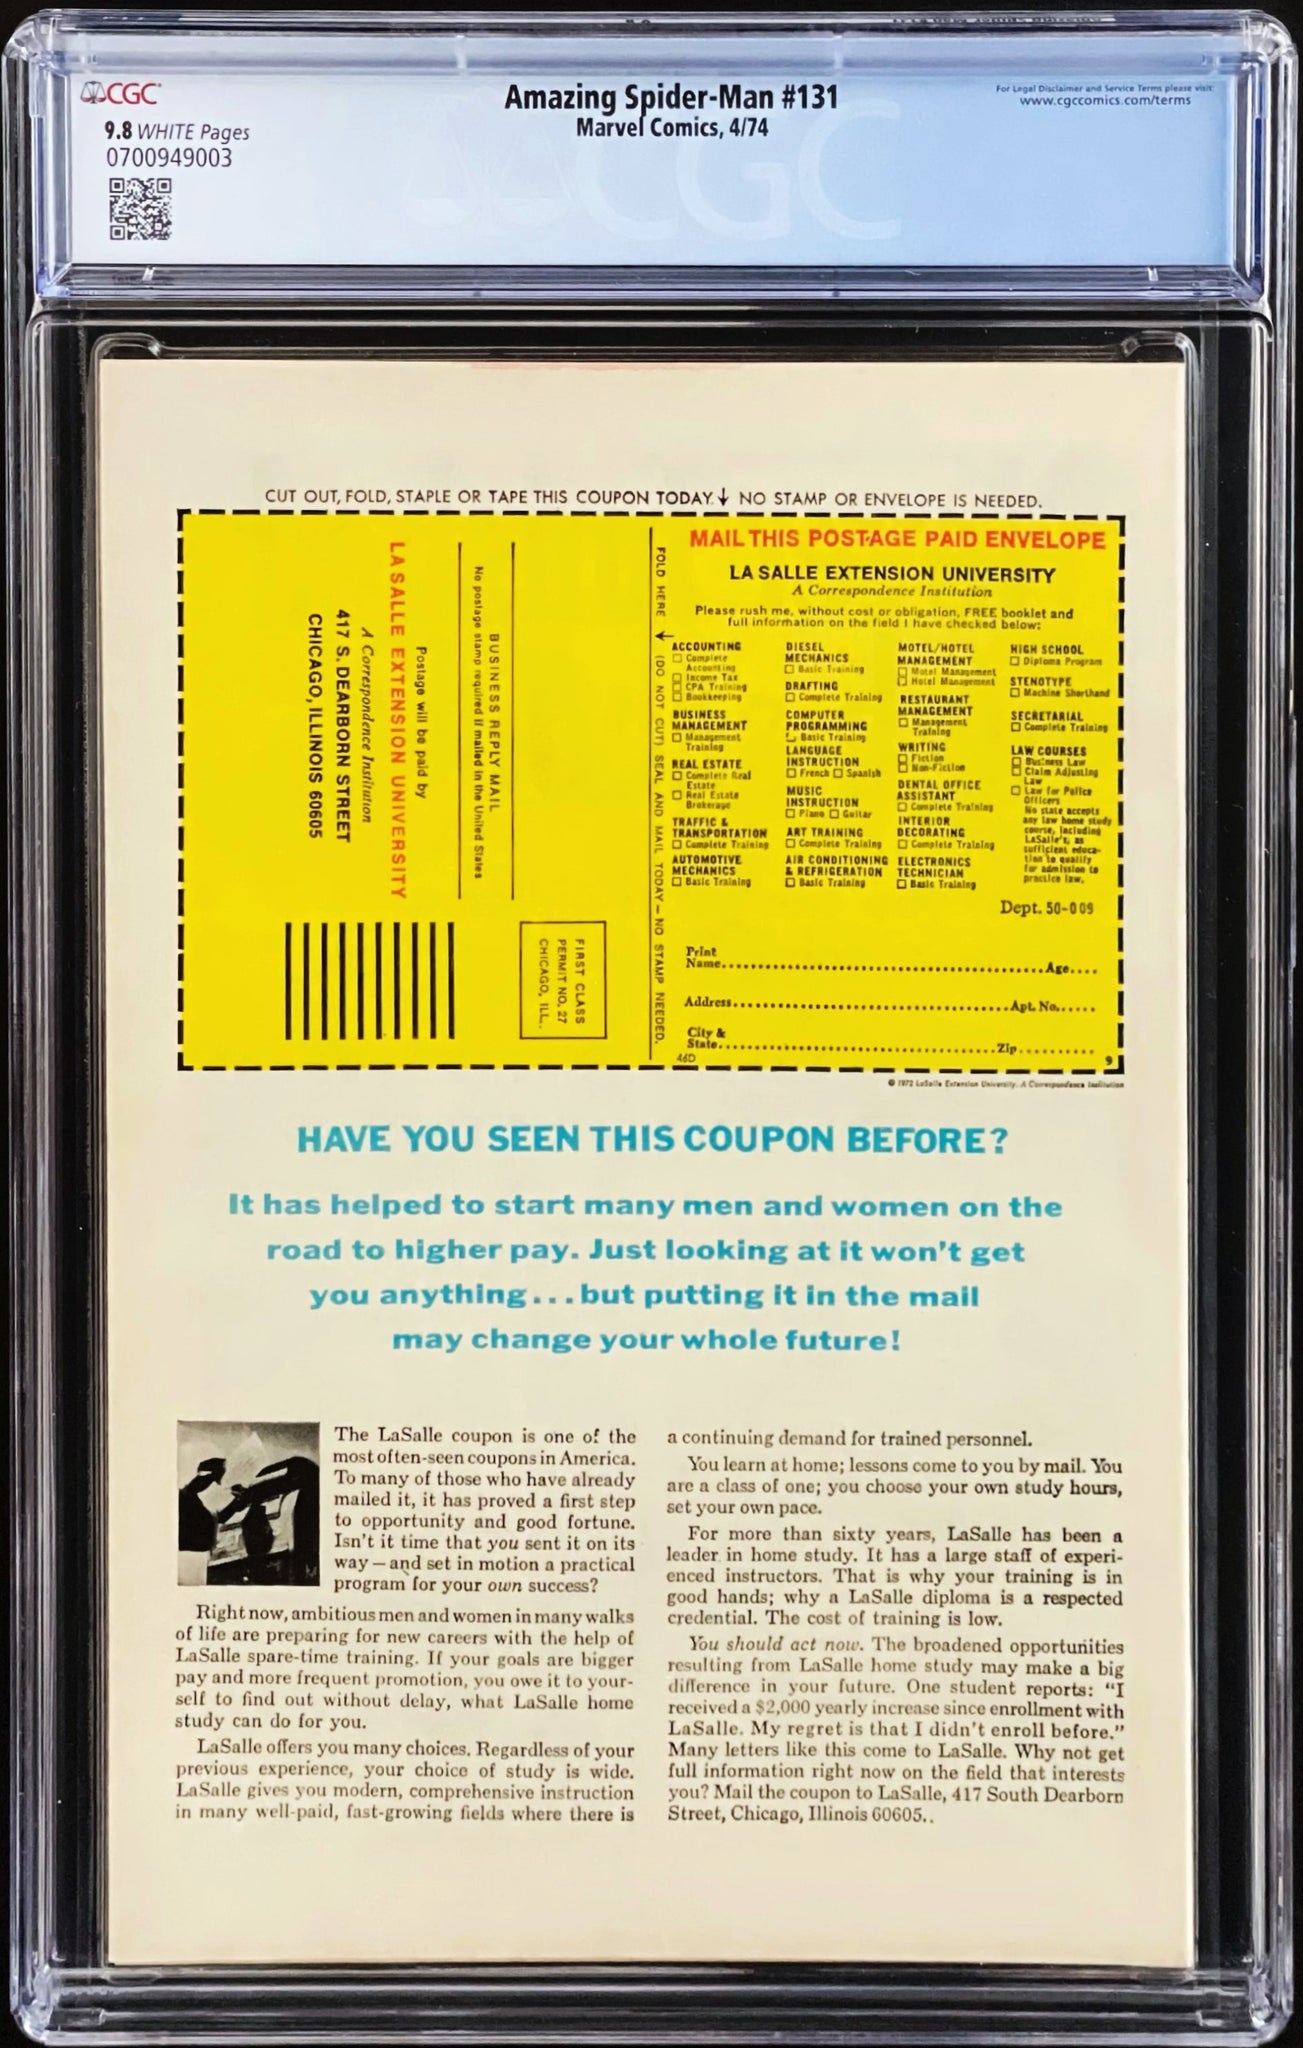 CGC
Amazing Spider-Man #131
Marvel Comics, 4/74
For Legal Disclaimer and Service Terms please visit:
www.cgccomics.com/terms
9.8 WHITE Pages
0700949003
CGC
CUT OUT, FOLD, STAPLE OR TAPE THIS COUPON TODAY. ↓ NO STAMP OR ENVELOPE IS NEEDED.
BUSINESS REPLY MAIL
No postage stamp required if mailed in the United States
Postage will be paid by
LA SALLE EXTENSION UNIVERSITY
A Correspondence Institution
417 S. DEARBORN STREET
CHICAGO, ILLINOIS 60605
FIRST CLASS
PERMIT NO. 27
CHICAGO, ILL.
FOLD HERE ↓ (DO NOT CUT) SEAL AND MAIL TODAY—NO STAMP NEEDED.
MAIL THIS POSTAGE PAID ENVELOPE
LA SALLE EXTENSION UNIVERSITY
A Correspondence Institution
Please rush me, without cost or obligation, FREE booklet and
full information on the field I have checked below:
ACCOUNTING
☐ Complete
Accounting
☐ Income Tax
☐ CPA Training
☐ Bookkeeping
BUSINESS
MANAGEMENT
☐ Management
Training
REAL ESTATE
☐ Complete Real
Estate
☐ Real Estate
Brokerage
TRAFFIC &
TRANSPORTATION
☐ Complete Training
AUTOMOTIVE
MECHANICS
☐ Basic Training
DIESEL
MECHANICS
☐ Basic Training
DRAFTING
☐ Complete Training
COMPUTER
PROGRAMMING
☐ Basic Training
LANGUAGE
INSTRUCTION
☐ French ☐ Spanish
MUSIC
INSTRUCTION
☐ Piano ☐ Guitar
ART TRAINING
☐ Complete Training
AIR CONDITIONING
& REFRIGERATION
☐ Basic Training
MOTEL/HOTEL
MANAGEMENT
☐ Motel Management
☐ Hotel Management
RESTAURANT
MANAGEMENT
☐ Management
Training
WRITING
☐ Fiction
☐ Non-Fiction
DENTAL OFFICE
ASSISTANT
☐ Complete Training
INTERIOR
DECORATING
☐ Complete Training
ELECTRONICS
TECHNICIAN
☐ Basic Training
HIGH SCHOOL
☐ Diploma Program
STENOTYPE
☐ Machine Shorthand
SECRETARIAL
☐ Complete Training
LAW COURSES
☐ Business Law
☐ Claim Adjusting
Law
☐ Law for Police
Officers
No state accepts
any law home study
course, including
LaSalle's, as
sufficient educa-
tion to qualify
for admission to
practice law.
Dept. 50-009
Print
Name........Age....
Address........Apt. No......
City &
State........Zip..........
46D
9
© 1972 LaSalle Extension University. A Correspondence Institution
HAVE YOU SEEN THIS COUPON BEFORE?
It has helped to start many men and women on the
road to higher pay. Just looking at it won't get
you anything...but putting it in the mail
may change your whole future!
The LaSalle coupon is one of the
most often-seen coupons in America.
To many of those who have already
mailed it, it has proved a first step
to opportunity and good fortune.
Isn't it time that you sent it on its
way—and set in motion a practical
program for your own success?
Right now, ambitious men and women in many walks
of life are preparing for new careers with the help of
LaSalle spare-time training. If your goals are bigger
pay and more frequent promotion, you owe it to your-
self to find out without delay, what LaSalle home
study can do for you.
LaSalle offers you many choices. Regardless of your
previous experience, your choice of study is wide.
LaSalle gives you modern, comprehensive instruction
in many well-paid, fast-growing fields where there is
a continuing demand for trained personnel.
You learn at home; lessons come to you by mail. You
are a class of one; you choose your own study hours,
set your own pace.
For more than sixty years, LaSalle has been a
leader in home study. It has a large staff of experi-
enced instructors. That is why your training is in
good hands; why a LaSalle diploma is a respected
credential. The cost of training is low.
You should act now. The broadened opportunities
resulting from LaSalle home study may make a big
difference in your future. One student reports: "I
received a $2,000 yearly increase since enrollment with
LaSalle. My regret is that I didn't enroll before."
Many letters like this come to LaSalle. Why not get
full information right now on the field that interests
you? Mail the coupon to LaSalle, 417 South Dearborn
Street, Chicago, Illinois 60605..